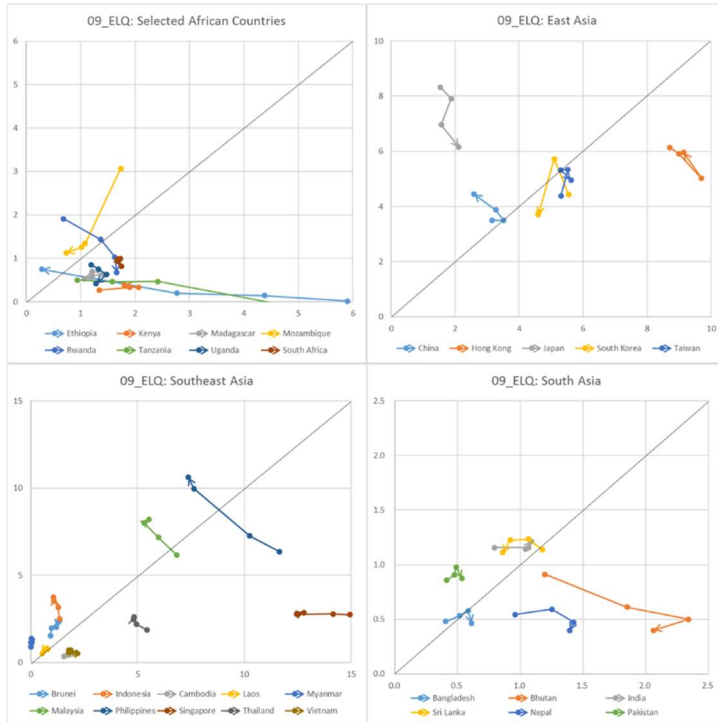 09_ELQ: Selected African Countries
6
5
4
3
2
1
0
0 1 2 3 4 5 6
Ethiopia Kenya Madagascar Mozambique
Rwanda Tanzania Uganda South Africa
09_ELQ: East Asia
10
8
6
4
2
0
0 2 4 6 8 10
China Hong Kong Japan South Korea Taiwan
09_ELQ: Southeast Asia
15
10
5
0
0 5 10 15
Brunei Indonesia Cambodia Laos Myanmar
Malaysia Philippines Singapore Thailand Vietnam
09_ELQ: South Asia
2.5
2.0
1.5
1.0
0.5
0.0
0.0 0.5 1.0 1.5 2.0 2.5
Bangladesh Bhutan India
Sri Lanka Nepal Pakistan